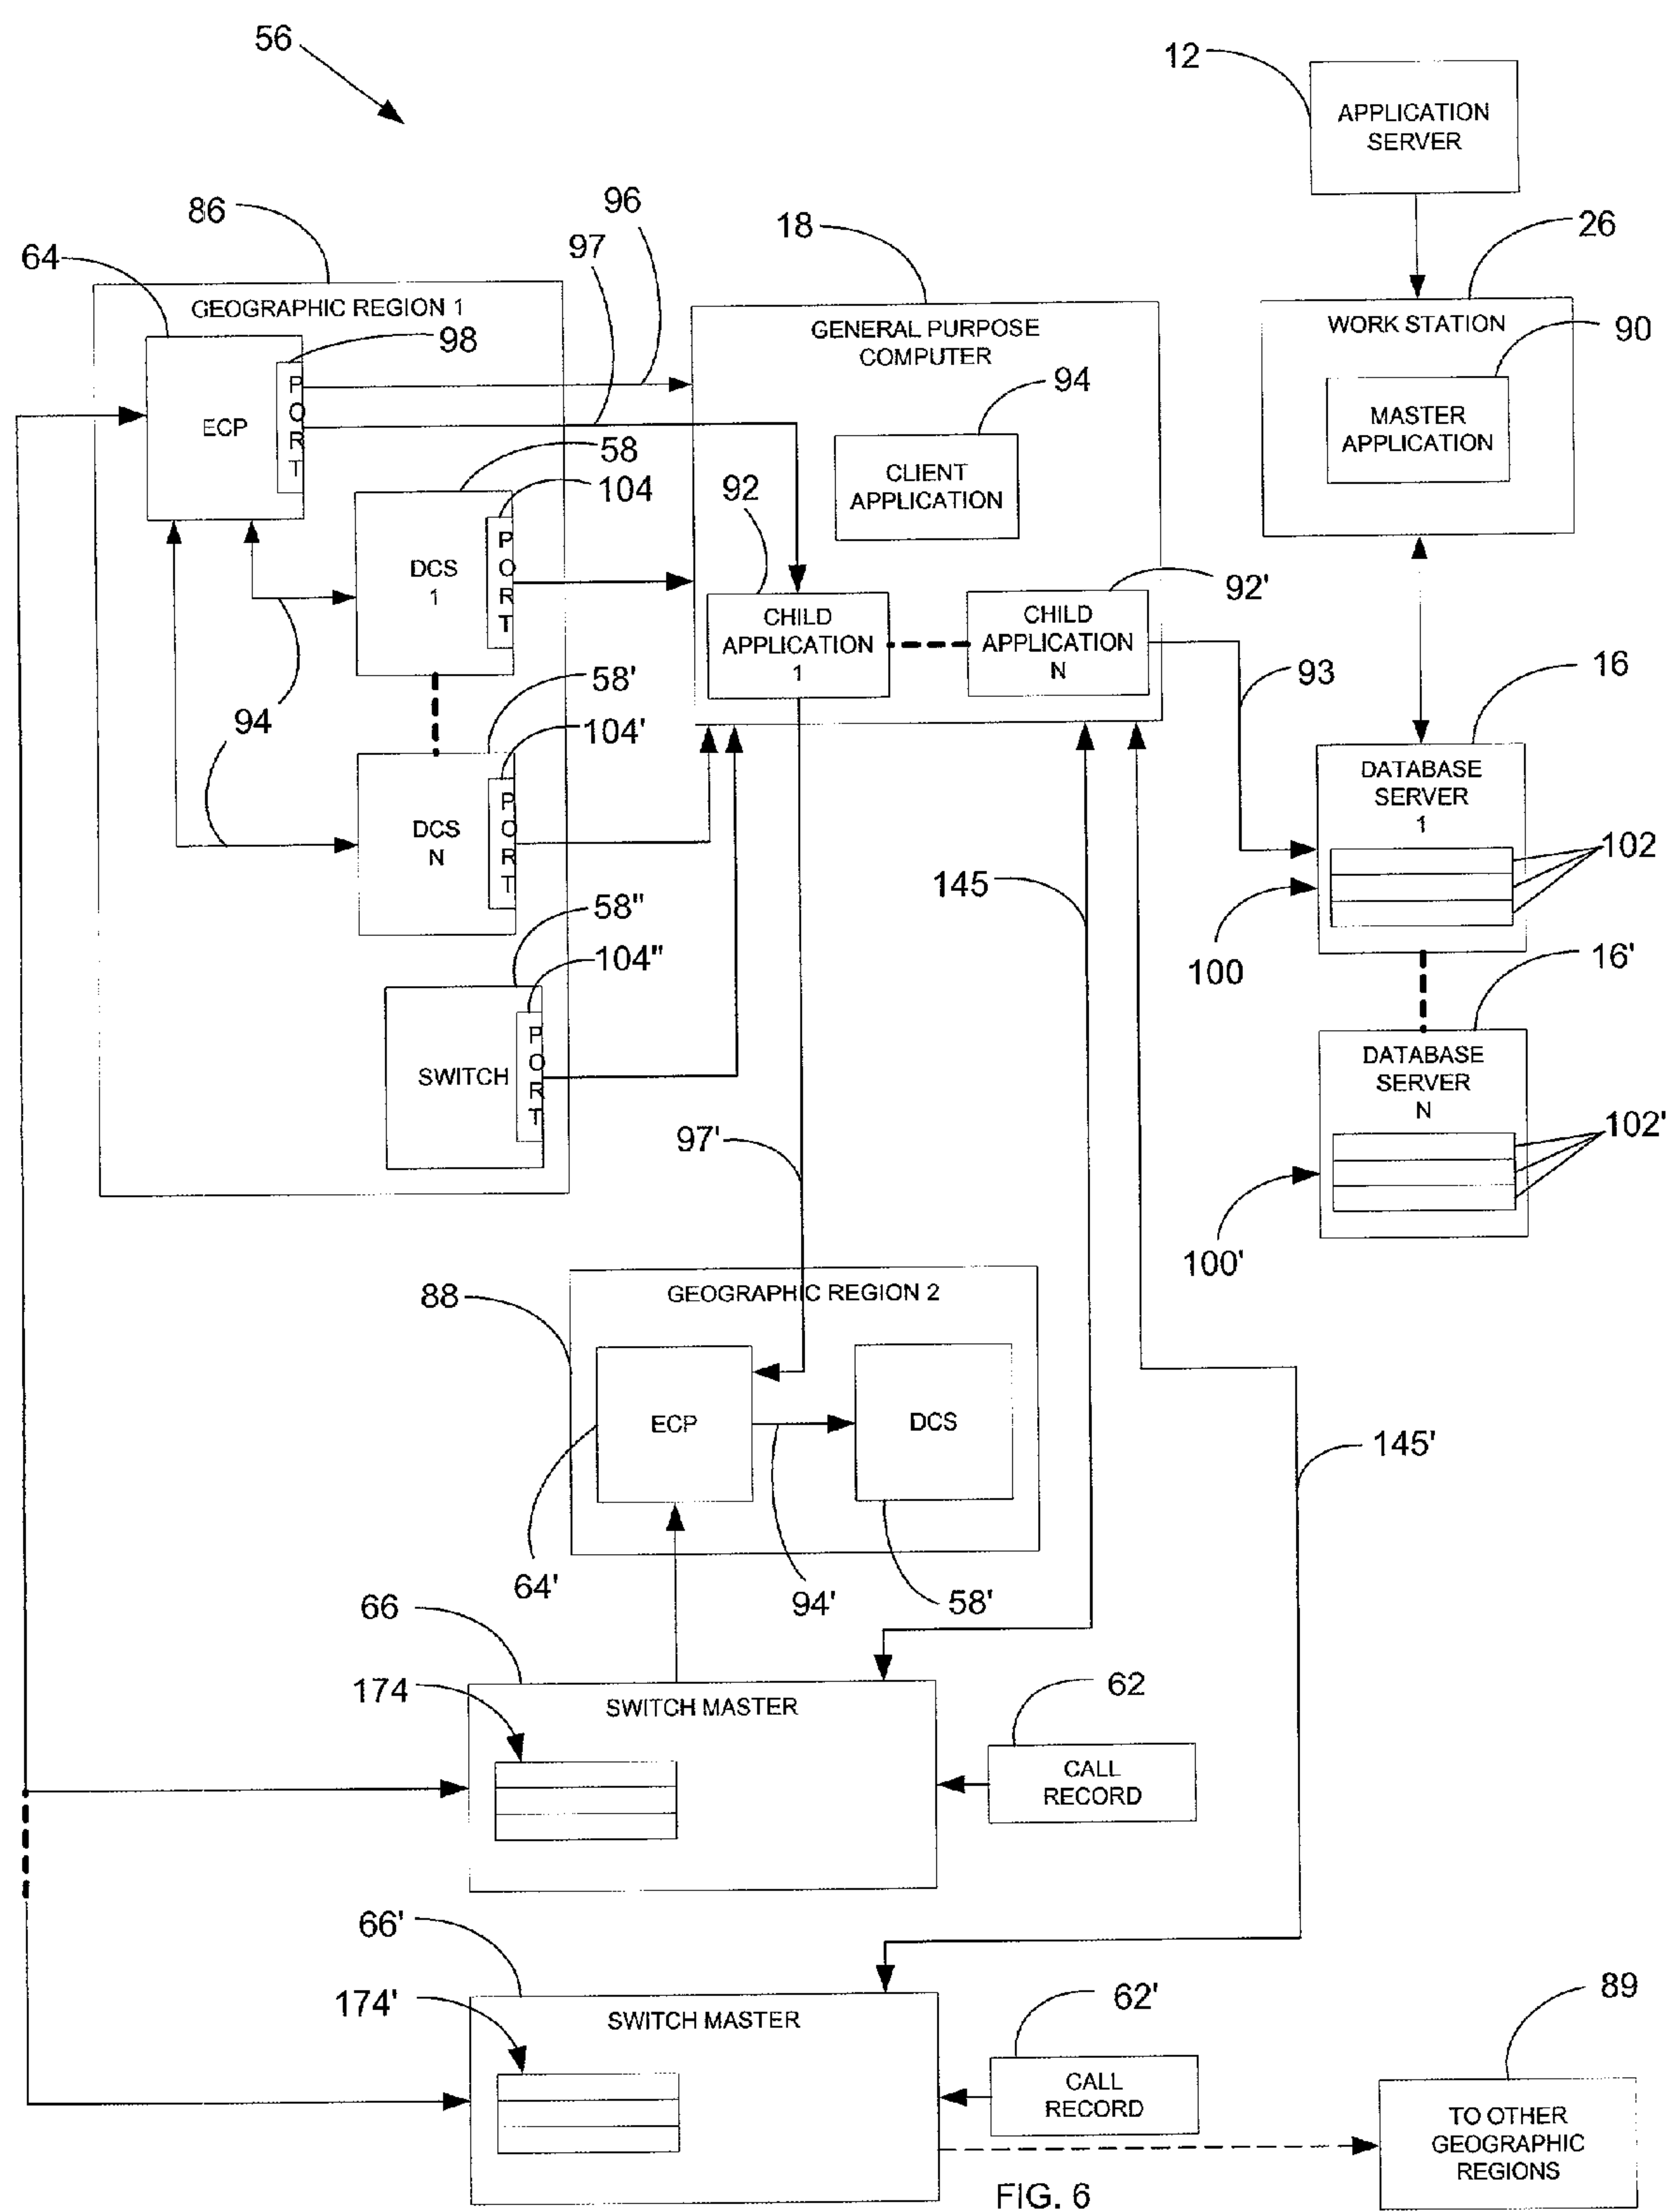 56
12
APPLICATION
SERVER
86
96
18
26
64
97
GEOGRAPHIC REGION 1
98
GENERAL PURPOSE
COMPUTER
WORK STATION
90
ECP
PORT
94
MASTER
APPLICATION
58
104
CLIENT
APPLICATION
92
DCS
1
PORT
92'
CHILD
APPLICATION
1
CHILD
APPLICATION
N
94
58'
104'
93
16
DCS
N
PORT
DATABASE
SERVER
1
102
145
58"
104"
100
16'
SWITCH
PORT
DATABASE
SERVER
N
102'
97'
100'
88
GEOGRAPHIC REGION 2
ECP
DCS
145'
64'
94'
58'
66
174
SWITCH MASTER
62
CALL
RECORD
66'
174'
SWITCH MASTER
62'
89
CALL
RECORD
TO OTHER
GEOGRAPHIC
REGIONS
FIG. 6